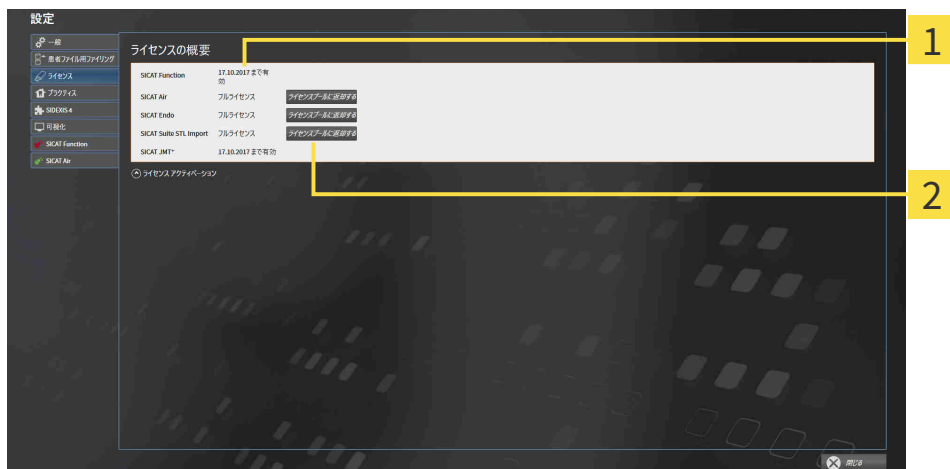 設定
1
一般
患者ファイル用ファイリング
ライセンス
プラクティス
SIDEXIS 4
可視化
SICAT Function
SICAT Air
ライセンスの概要
SICAT Function 17.10.2017 まで有
効
SICAT Air フルライセンス ライセンスプールに返却する
SICAT Endo フルライセンス ライセンスプールに返却する
SICAT Suite STL Import フルライセンス ライセンスプールに返却する
SICAT JMT⁺ 17.10.2017 まで有効
ライセンス アクティベーション
2
閉じる